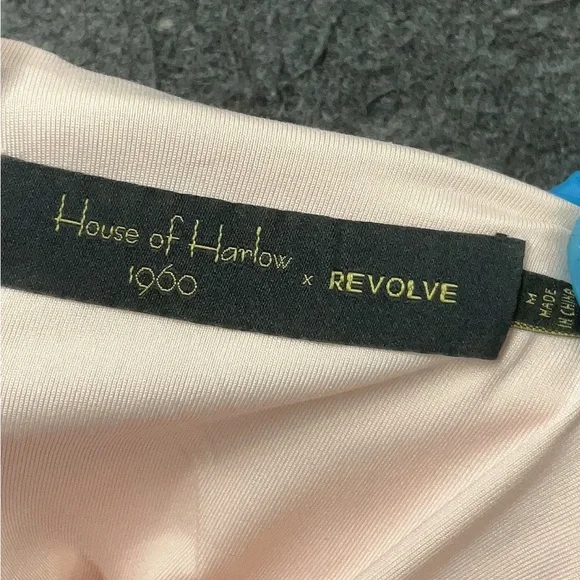 House of Harlow
1960
x REVOLVE
M
MADE
IN CHINA